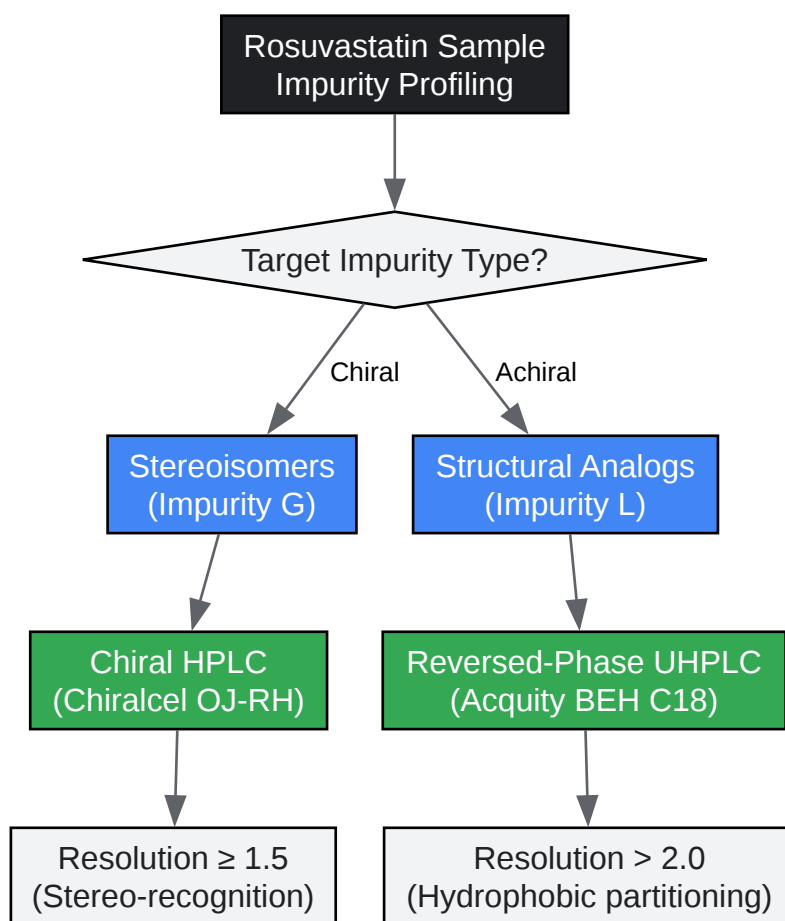 Rosuvastatin Sample
Impurity Profiling
Target Impurity Type?
Chiral
Achiral
Stereoisomers
(Impurity G)
Structural Analogs
(Impurity L)
Chiral HPLC
(Chiralcel OJ-RH)
Reversed-Phase UHPLC
(Acquity BEH C18)
Resolution ≥ 1.5
(Stereo-recognition)
Resolution > 2.0
(Hydrophobic partitioning)